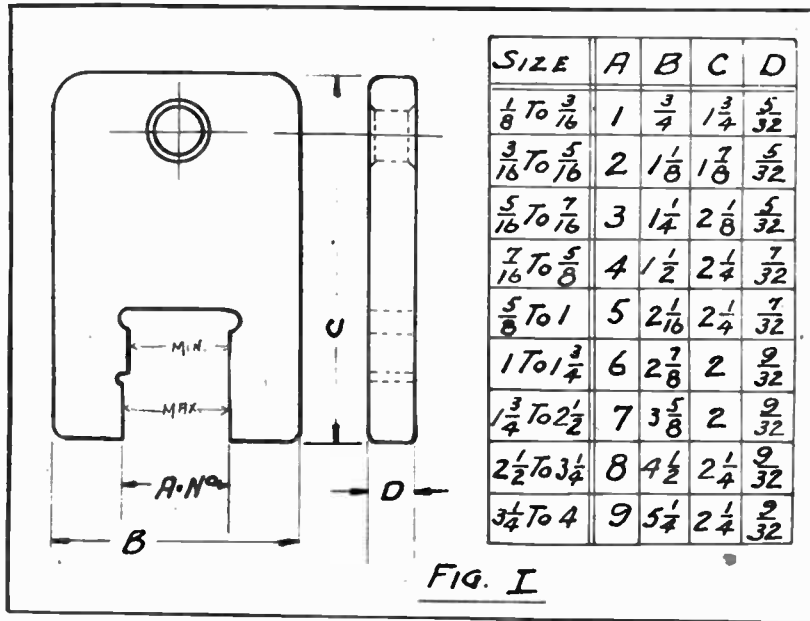 MIN.
MAX
A·Nº
B
C
D
SIZE A B C D
1/8 To 3/16 1 3/4 1 3/4 5/32
3/16 To 5/16 2 1 1/8 1 7/8 5/32
5/16 To 7/16 3 1 1/4 2 1/8 5/32
7/16 To 5/8 4 1 1/2 2 1/4 7/32
5/8 To 1 5 2 1/16 2 1/4 7/32
1 To 1 3/4 6 2 7/8 2 9/32
1 3/4 To 2 1/2 7 3 5/8 2 9/32
2 1/2 To 3 1/4 8 4 1/2 2 1/4 9/32
3 1/4 To 4 9 5 1/4 2 1/4 9/32
FIG. I